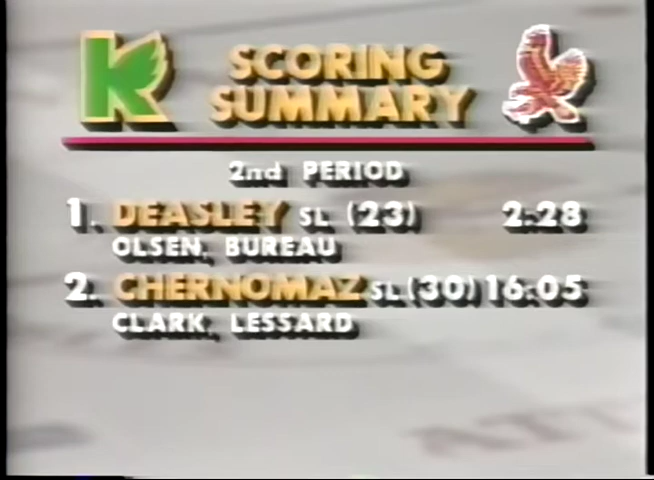 K SCORING
SUMMARY
2nd PERIOD
1. DEASLEY SL (23) 2:28
OLSEN, BUREAU
2. CHERNOMAZ SL (30) 16:05
CLARK, LESSARD